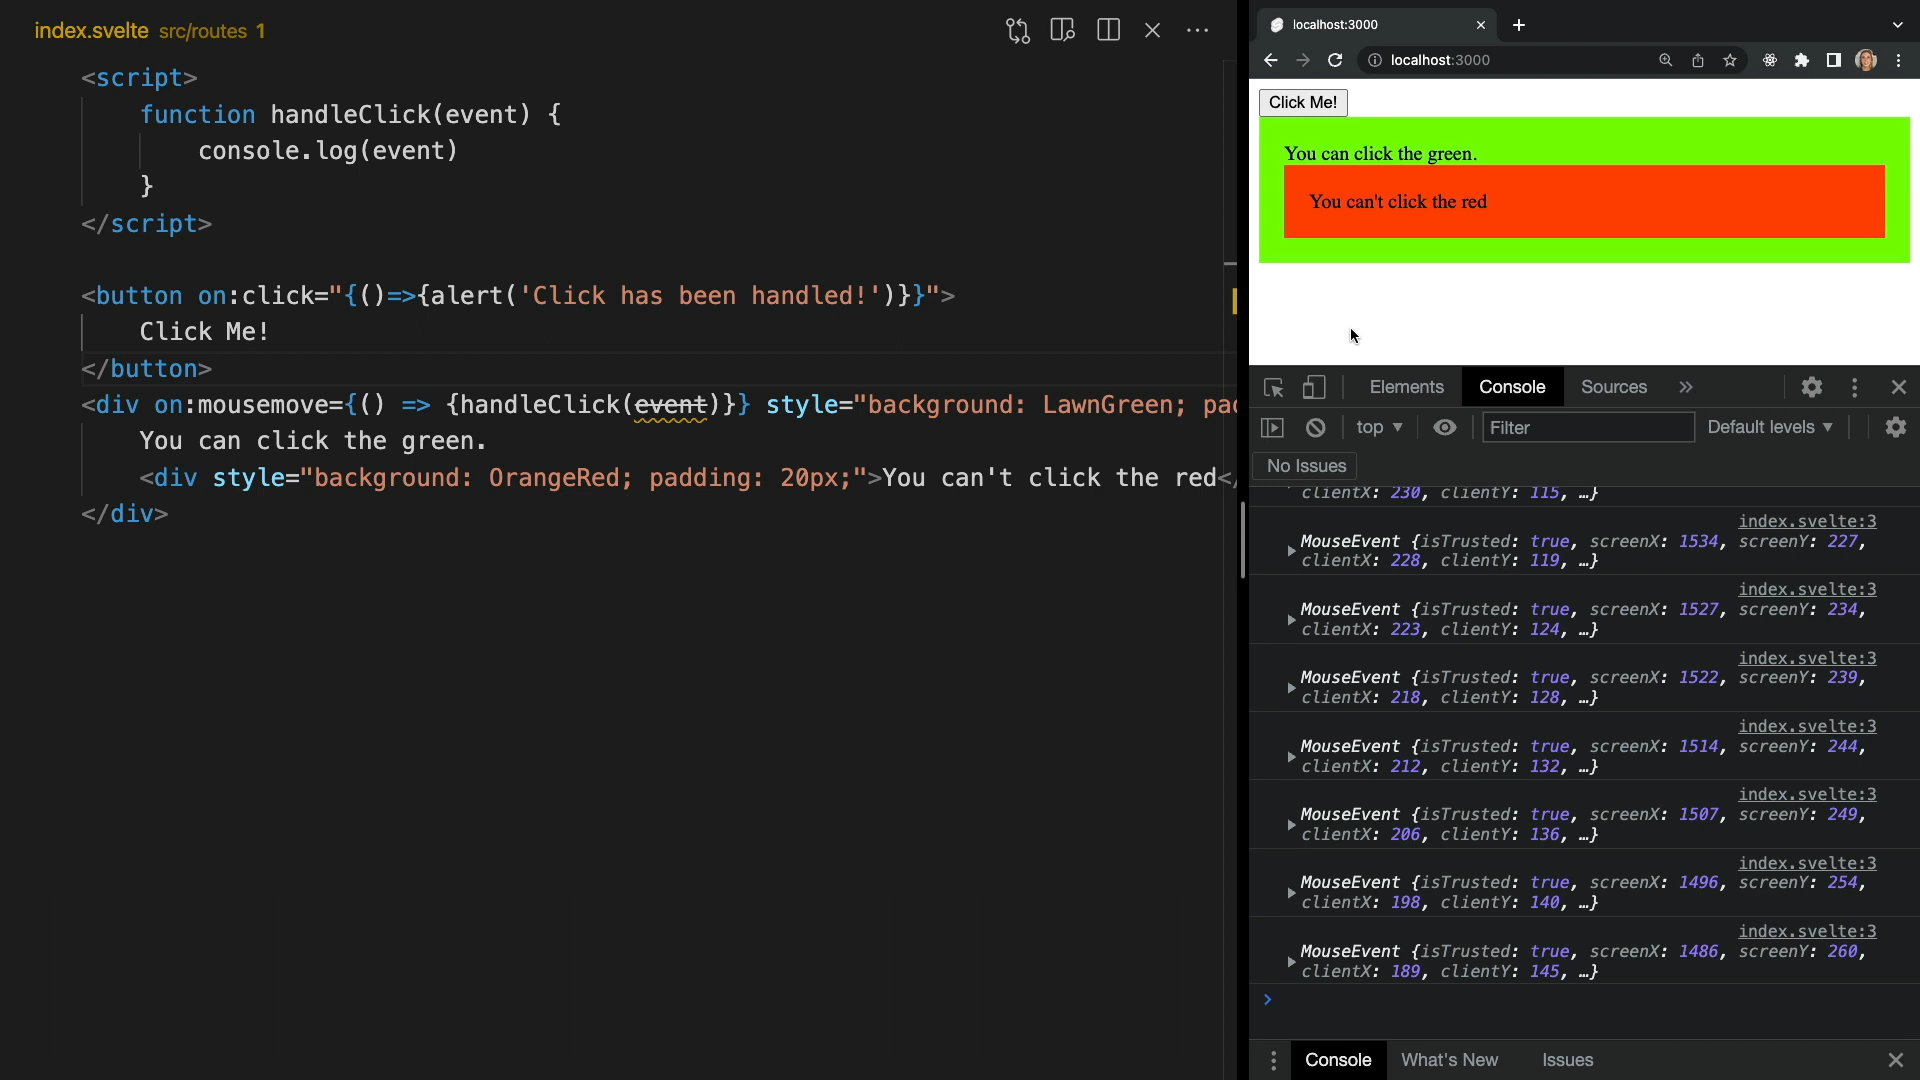 index.svelte src/routes 1
<script>
function handleClick(event) {
console.log(event)
}
</script>
<button on:click="{()=>{alert('Click has been handled!')}}">
Click Me!
</button>
<div on:mousemove={() => {handleClick(event)}} style="background: LawnGreen; pad
You can click the green.
<div style="background: OrangeRed; padding: 20px;">You can't click the red</
</div>
localhost:3000
localhost:3000
Click Me!
You can click the green.
You can't click the red
Elements Console Sources
top Filter Default levels
No Issues
clientX: 230, clientY: 115, …}
index.svelte:3
MouseEvent {isTrusted: true, screenX: 1534, screenY: 227,
clientX: 228, clientY: 119, …}
index.svelte:3
MouseEvent {isTrusted: true, screenX: 1527, screenY: 234,
clientX: 223, clientY: 124, …}
index.svelte:3
MouseEvent {isTrusted: true, screenX: 1522, screenY: 239,
clientX: 218, clientY: 128, …}
index.svelte:3
MouseEvent {isTrusted: true, screenX: 1514, screenY: 244,
clientX: 212, clientY: 132, …}
index.svelte:3
MouseEvent {isTrusted: true, screenX: 1507, screenY: 249,
clientX: 206, clientY: 136, …}
index.svelte:3
MouseEvent {isTrusted: true, screenX: 1496, screenY: 254,
clientX: 198, clientY: 140, …}
index.svelte:3
MouseEvent {isTrusted: true, screenX: 1486, screenY: 260,
clientX: 189, clientY: 145, …}
Console What's New Issues